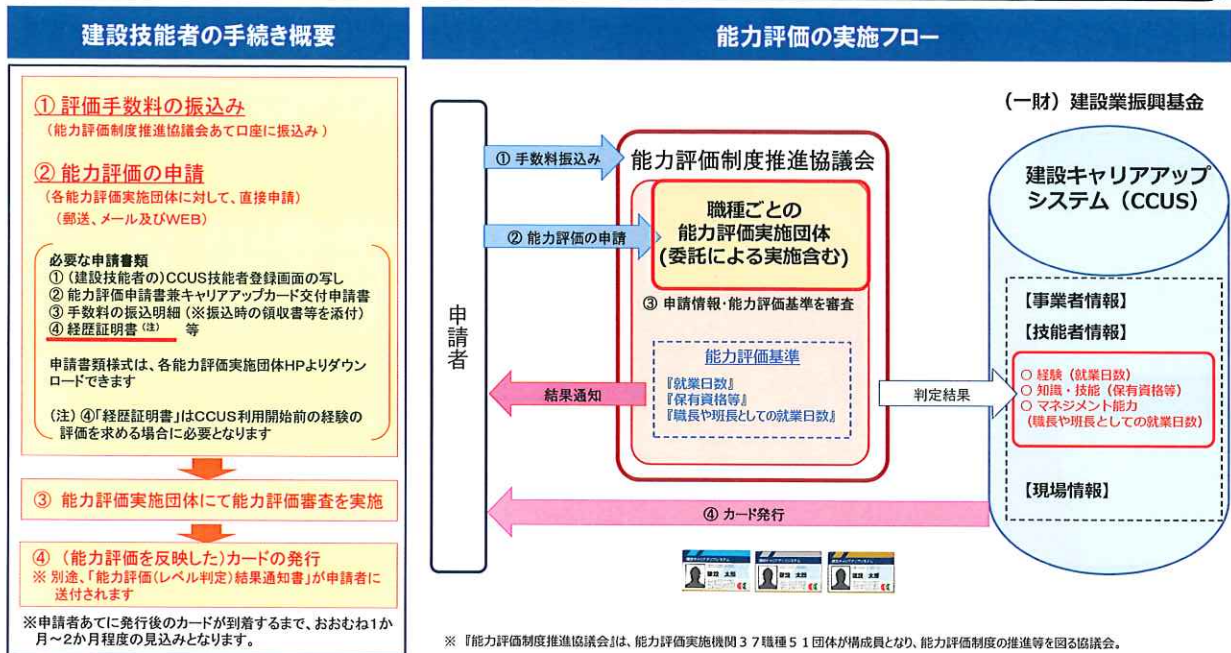 建設技能者の手続き概要
① 評価手数料の振込み
(能力評価制度推進協議会あて口座に振込み)
② 能力評価の申請
(各能力評価実施団体に対して、直接申請)
(郵送、メール及びWEB)
必要な申請書類
① (建設技能者の)CCUS技能者登録画面の写し
② 能力評価申請書兼キャリアアップカード交付申請書
③ 手数料の振込明細 (※振込時の領収書等を添付)
④ 経歴証明書 (注) 等
申請書類様式は、各能力評価実施団体HPよりダウン
ロードできます
(注) ④「経歴証明書」はCCUS利用開始前の経験の
評価を求める場合に必要となります
③ 能力評価実施団体にて能力評価審査を実施
④ (能力評価を反映した)カードの発行
※ 別途、「能力評価(レベル判定)結果通知書」が申請者に
送付されます
※申請者あてに発行後のカードが到着するまで、おおむね1か
月~2か月程度の見込みとなります。
能力評価の実施フロー
申請者
① 手数料振込み
② 能力評価の申請
能力評価制度推進協議会
職種ごとの
能力評価実施団体
(委託による実施含む)
③ 申請情報・能力評価基準を審査
能力評価基準
『就業日数』
『保有資格等』
『職長や班長としての就業日数』
結果通知
判定結果
(一財) 建設業振興基金
建設キャリアアップ
システム (CCUS)
【事業者情報】
【技能者情報】
○ 経験 (就業日数)
○ 知識・技能 (保有資格等)
○ マネジメント能力
(職長や班長としての就業日数)
【現場情報】
④ カード発行
建設 太郎
建設 太郎
建設 太郎
※ 『能力評価制度推進協議会』は、能力評価実施機関37職種51団体が構成員となり、能力評価制度の推進等を図る協議会。